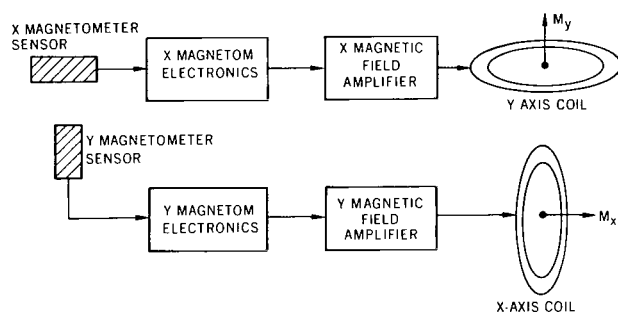 X MAGNETOMETER
SENSOR
X MAGNETOM
ELECTRONICS
X
MAGNETIC
FIELD
AMPLIFIER
My
Y AXIS COIL
Y MAGNETOMETER
SENSOR
Y MAGNETOM
ELECTRONICS
Y MAGNETIC
FIELD
AMPLIFIER
Mx
X-AXIS COIL